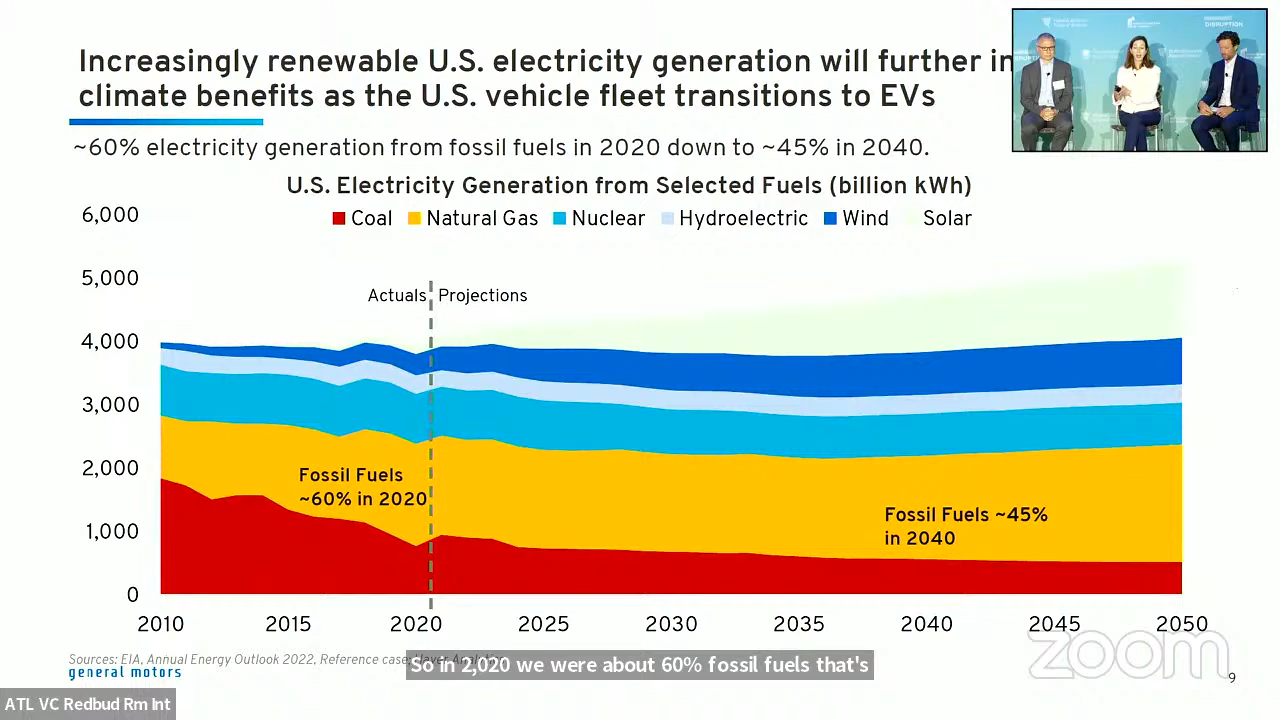 Increasingly renewable U.S. electricity generation will further in
climate benefits as the U.S. vehicle fleet transitions to EVs
~60% electricity generation from fossil fuels in 2020 down to ~45% in 2040.
U.S. Electricity Generation from Selected Fuels (billion kWh)
Coal Natural Gas Nuclear Hydroelectric Wind Solar
6,000
5,000
4,000
3,000
2,000
1,000
0
Actuals Projections
Fossil Fuels
~60% in 2020
Fossil Fuels ~45%
in 2040
2010 2015 2020 2025 2030 2035 2040 2045 2050
Sources: EIA, Annual Energy Outlook 2022, Reference case; Haver Analytics
general motors
So in 2,020 we were about 60% fossil fuels that's
zoom
9
ATL VC Redbud Rm Int
DISRUPTION